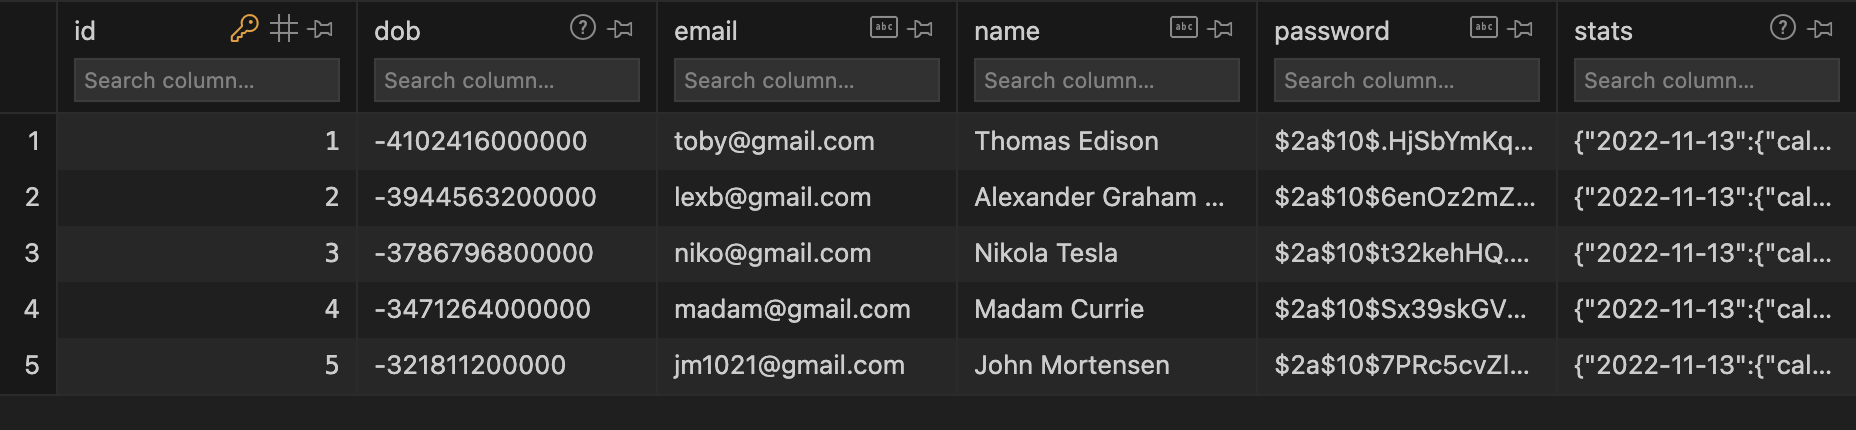 id dob email name password stats
Search column... Search column... Search column... Search column... Search column... Search column...
1 1 -4102416000000 toby@gmail.com Thomas Edison $2a$10$.HjSbYmKq... {"2022-11-13":{"cal...
2 2 -3944563200000 lexb@gmail.com Alexander Graham ... $2a$10$6enOz2mZ... {"2022-11-13":{"cal...
3 3 -3786796800000 niko@gmail.com Nikola Tesla $2a$10$t32kehHQ.... {"2022-11-13":{"cal...
4 4 -3471264000000 madam@gmail.com Madam Currie $2a$10$Sx39skGV... {"2022-11-13":{"cal...
5 5 -321811200000 jm1021@gmail.com John Mortensen $2a$10$7PRc5cvZl... {"2022-11-13":{"cal...